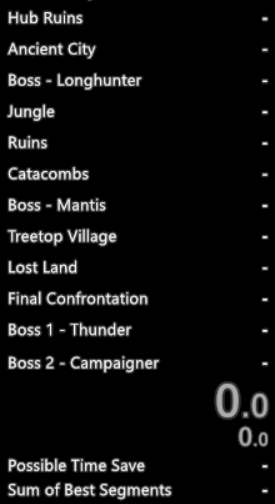 Hub Ruins -
Ancient City -
Boss - Longhunter -
Jungle -
Ruins -
Catacombs -
Boss - Mantis -
Treetop Village -
Lost Land -
Final Confrontation -
Boss 1 - Thunder -
Boss 2 - Campaigner -
0.0
0.0
Possible Time Save -
Sum of Best Segments -